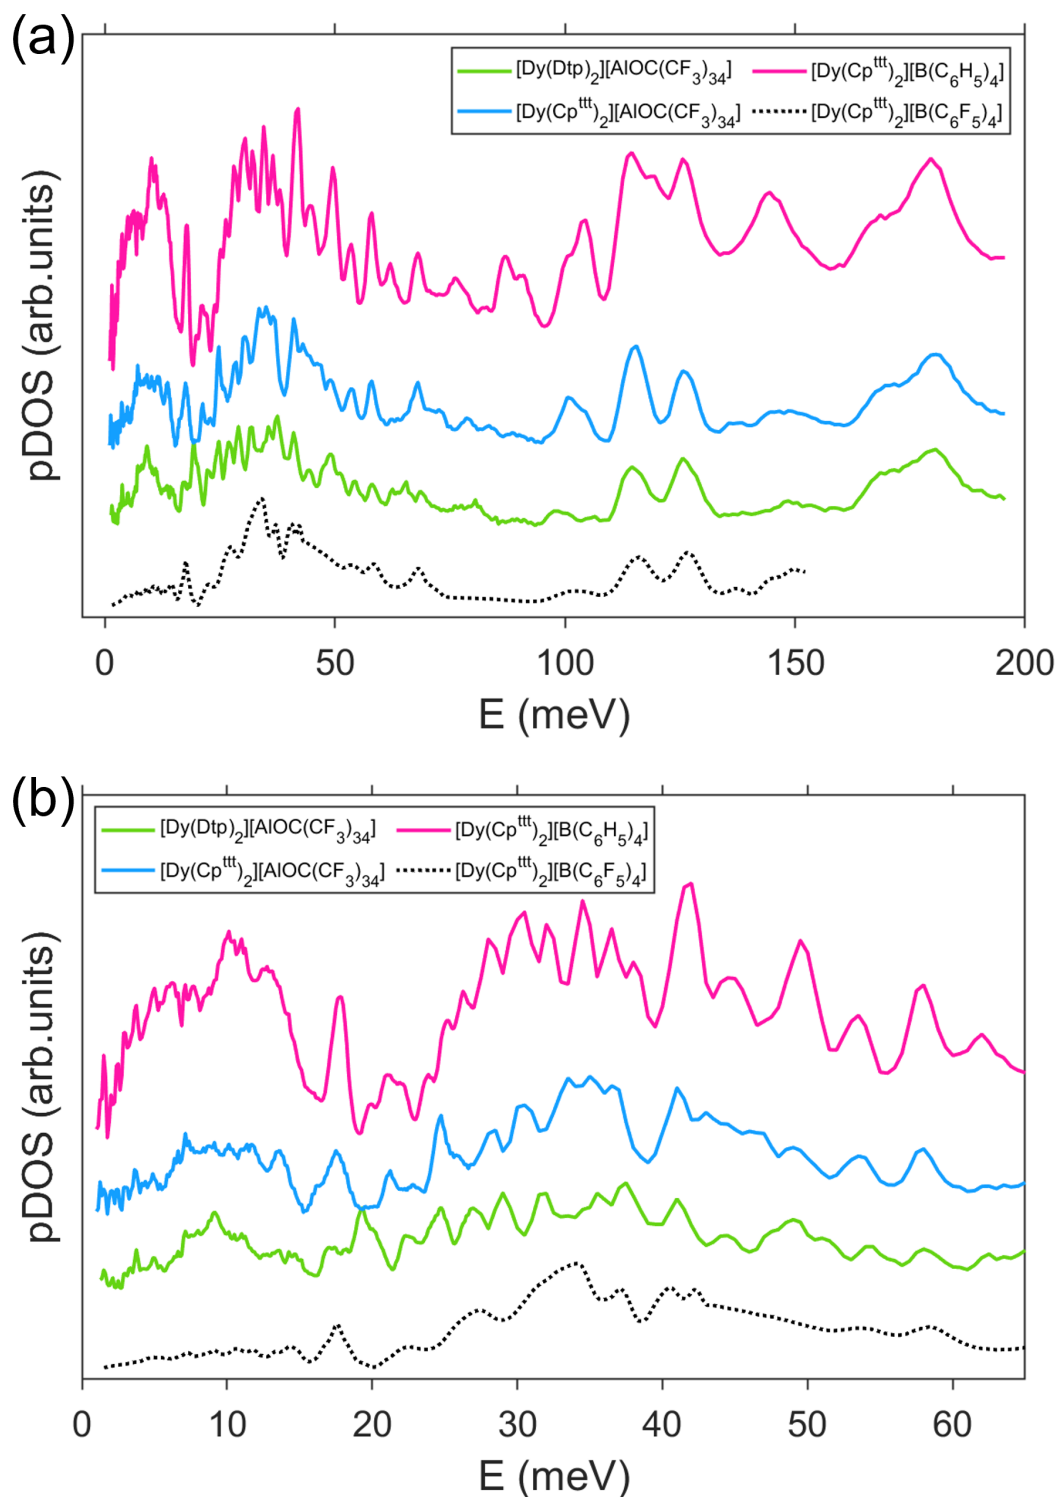 (a)
[Dy(Dtp)₂][AlOC(CF₃)₃₄] [Dy(Cpᵗᵗᵗ)₂][B(C₆H₅)₄]
[Dy(Cpᵗᵗᵗ)₂][AlOC(CF₃)₃₄] [Dy(Cpᵗᵗᵗ)₂][B(C₆F₅)₄]
pDOS (arb.units)
0 50 100 150 200
E (meV)
(b)
[Dy(Dtp)₂][AlOC(CF₃)₃₄] [Dy(Cpᵗᵗᵗ)₂][B(C₆H₅)₄]
[Dy(Cpᵗᵗᵗ)₂][AlOC(CF₃)₃₄] [Dy(Cpᵗᵗᵗ)₂][B(C₆F₅)₄]
pDOS (arb.units)
0 10 20 30 40 50 60
E (meV)